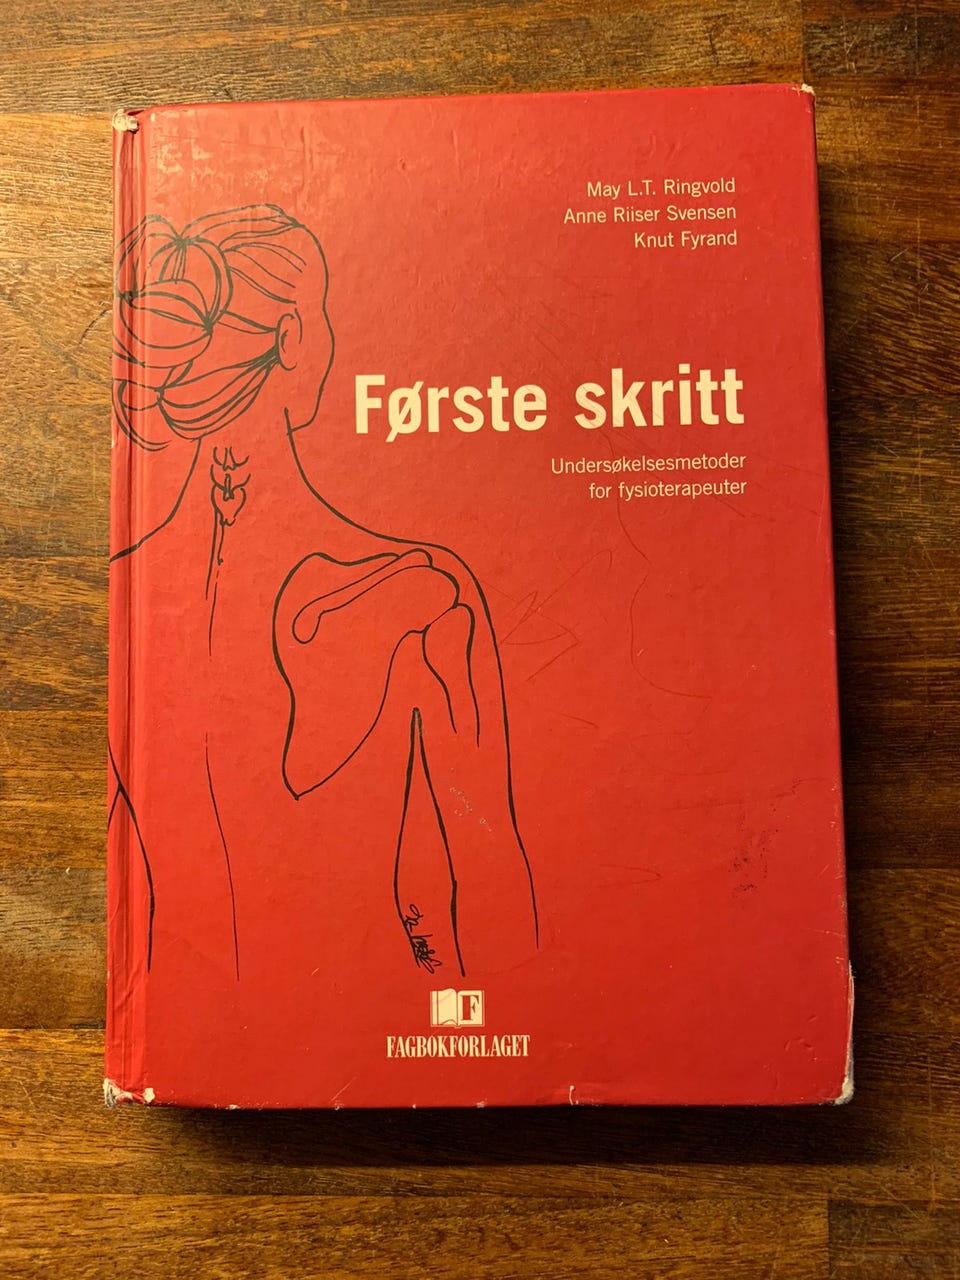 May L.T. Ringvold
Anne Riiser Svensen
Knut Fyrand
Første skritt
Undersøkelsesmetoder
for fysioterapeuter
F
FAGBOKFORLAGET